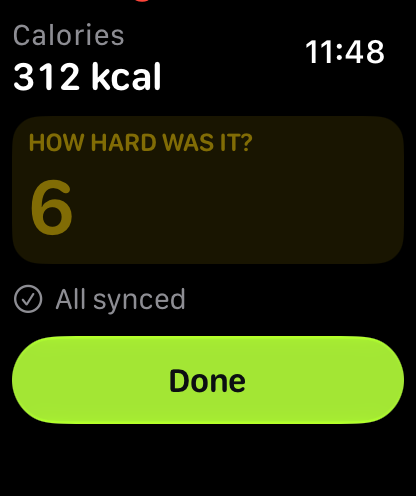 Calories
11:48
312 kcal
HOW HARD WAS IT?
6
All synced
Done